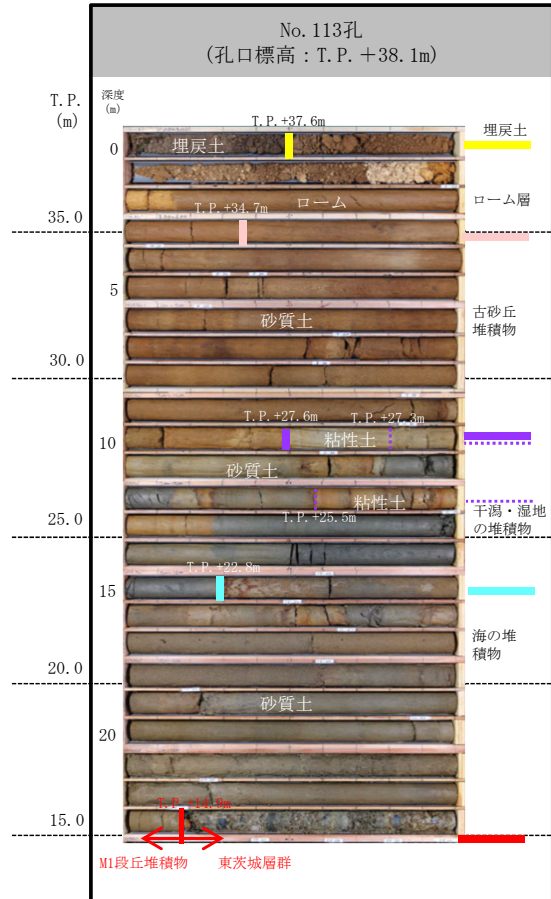 No.113孔
(孔口標高：T.P.＋38.1m)
T.P.
(m)
深度
(m)
T.P.+37.6m
埋戻土
埋戻土
0
ローム
ローム層
T.P.+34.7m
35.0
5
砂質土
古砂丘
堆積物
30.0
T.P.+27.6m
T.P.+27.3m
粘性土
10
砂質土
粘性土
T.P.+25.5m
干潟・湿地
の堆積物
25.0
T.P.+22.8m
15
海の堆
積物
20.0
砂質土
20
15.0
M1段丘堆積物
東茨城層群